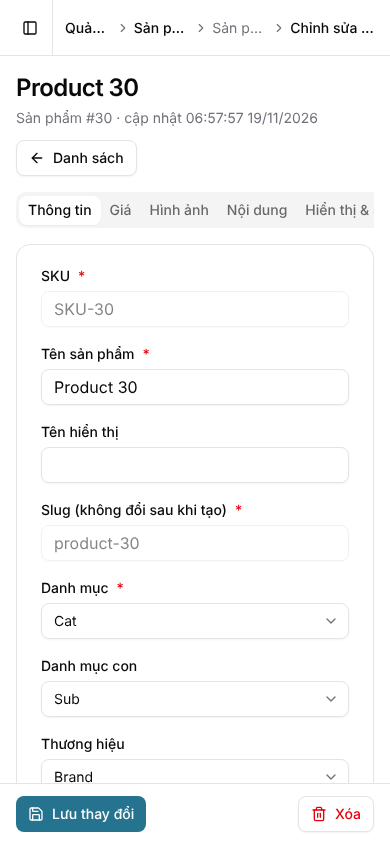 Quả... > Sản p... > Sản p... > Chỉnh sửa ...
Product 30
Sản phẩm #30 · cập nhật 06:57:57 19/11/2026
Danh sách
Thông tin Giá Hình ảnh Nội dung Hiển thị &
SKU *
SKU-30
Tên sản phẩm *
Product 30
Tên hiển thị
Slug (không đổi sau khi tạo) *
product-30
Danh mục *
Cat
Danh mục con
Sub
Thương hiệu
Brand
Lưu thay đổi Xóa